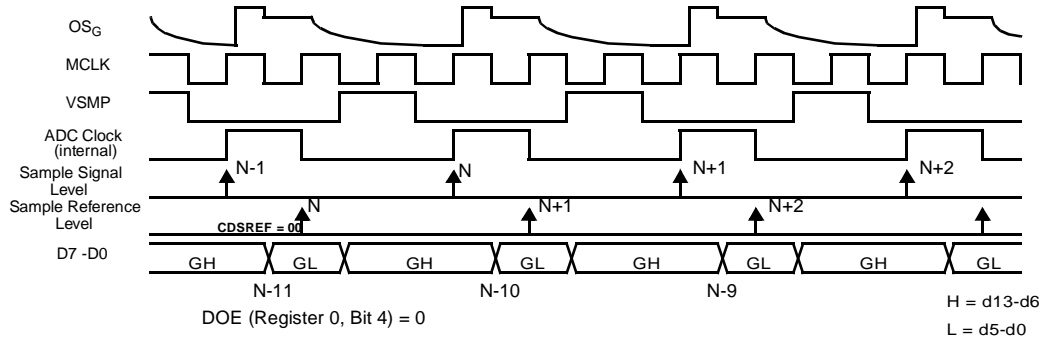 OSG
MCLK
VSMP
ADC Clock
(internal)
Sample Signal
Level
N-1
N
N+1
N+2
Sample Reference
Level
CDSREF = 00
N
N+1
N+2
D7 -D0
GH
GL
GH
GL
GH
GL
GH
GL
N-11
N-10
N-9
DOE (Register 0, Bit 4) = 0
H = d13-d6
L = d5-d0